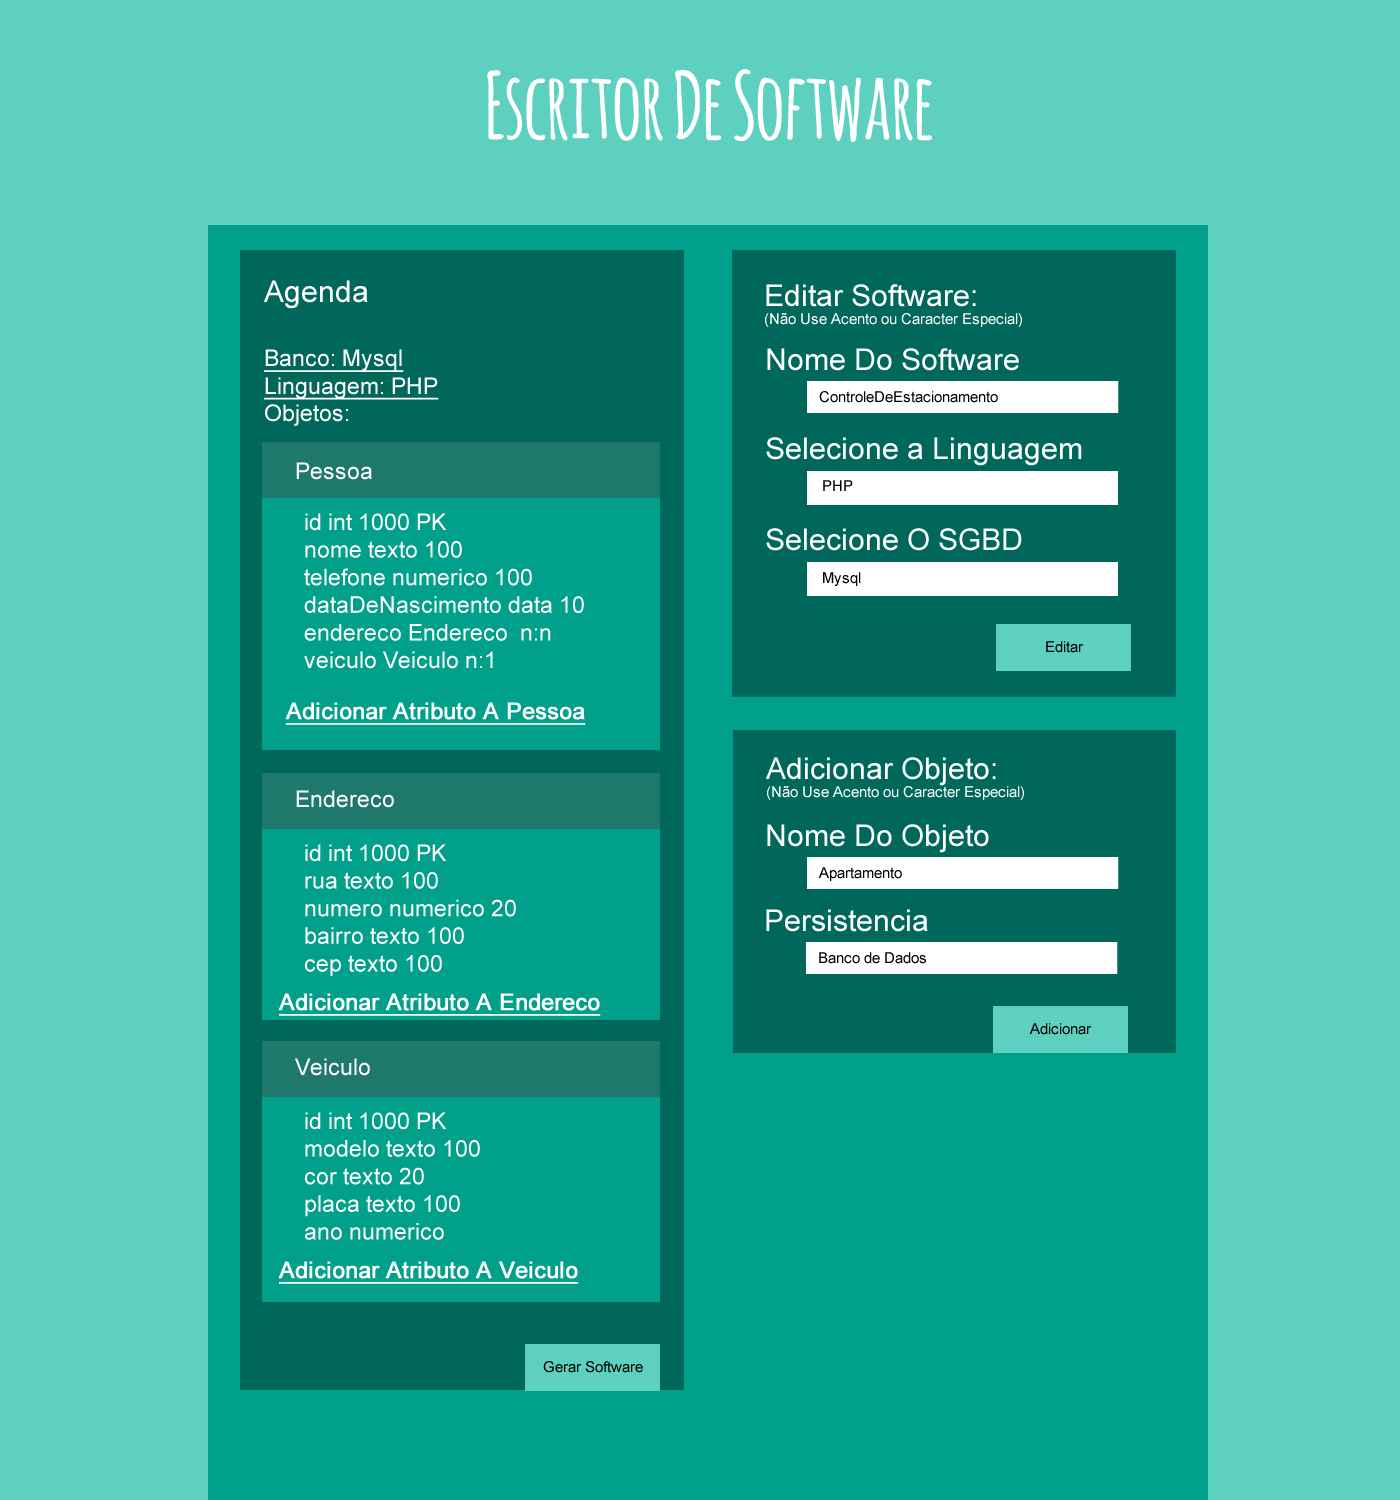 Escritor De Software
Agenda
Banco: Mysql
Linguagem: PHP
Objetos:
Pessoa
id int 1000 PK
nome texto 100
telefone numerico 100
dataDeNascimento data 10
endereco Endereco n:n
veiculo Veiculo n:1
Adicionar Atributo A Pessoa
Endereco
id int 1000 PK
rua texto 100
numero numerico 20
bairro texto 100
cep texto 100
Adicionar Atributo A Endereco
Veiculo
id int 1000 PK
modelo texto 100
cor texto 20
placa texto 100
ano numerico
Adicionar Atributo A Veiculo
Gerar Software
Editar Software:
(Não Use Acento ou Caracter Especial)
Nome Do Software
ControleDeEstacionamento
Selecione a Linguagem
PHP
Selecione O SGBD
Mysql
Editar
Adicionar Objeto:
(Não Use Acento ou Caracter Especial)
Nome Do Objeto
Apartamento
Persistencia
Banco de Dados
Adicionar